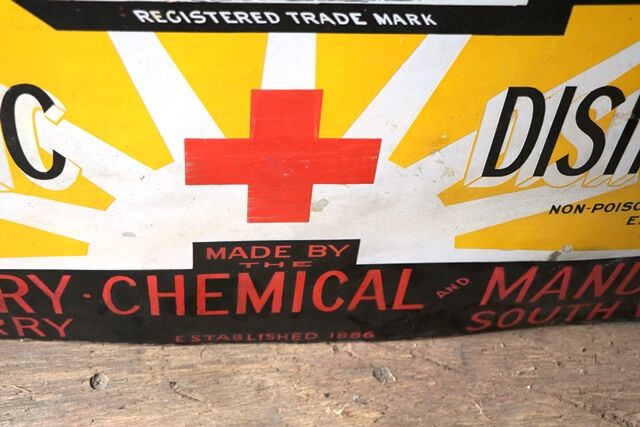 REGISTERED TRADE MARK
C DISI
NON-POISO
E
MADE BY
THE
RY · CHEMICAL AND MANU
RRY SOUTH
ESTABLISHED 1886